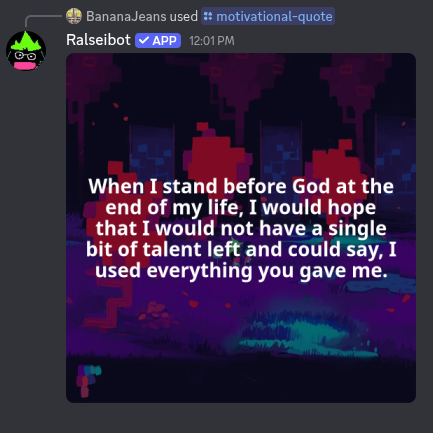 BananaJeans used motivational-quote
Ralseibot ✓ APP 12:01 PM
When I stand before God at the
end of my life, I would hope
that I would not have a single
bit of talent left and could say, I
used everything you gave me.